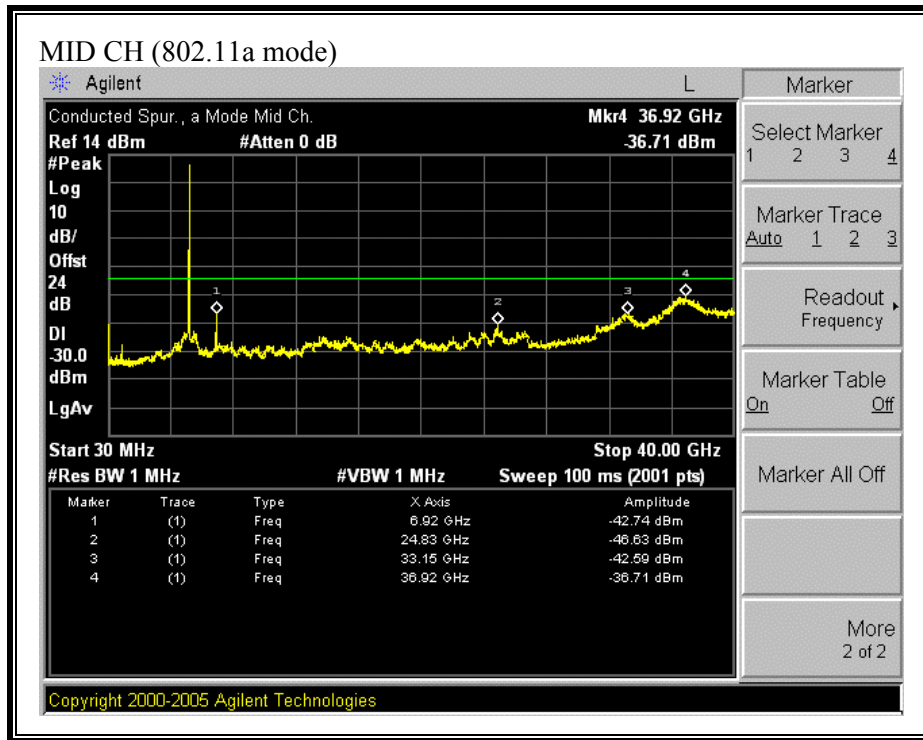 MID CH (802.11a mode)
Agilent L
Conducted Spur., a Mode Mid Ch. Mkr4 36.92 GHz
Ref 14 dBm #Atten 0 dB -36.71 dBm
#Peak
Log
10
dB/
Offst
24
dB
DI
-30.0
dBm
LgAv
1
2
3
4
Start 30 MHz Stop 40.00 GHz
#Res BW 1 MHz #VBW 1 MHz Sweep 100 ms (2001 pts)
Marker Trace Type X Axis Amplitude
1 (1) Freq 6.92 GHz -42.74 dBm
2 (1) Freq 24.83 GHz -46.63 dBm
3 (1) Freq 33.15 GHz -42.59 dBm
4 (1) Freq 36.92 GHz -36.71 dBm
Copyright 2000-2005 Agilent Technologies
Marker
Select Marker
1 2 3 4
Marker Trace
Auto 1 2 3
Readout
Frequency
Marker Table
On Off
Marker All Off
More
2 of 2